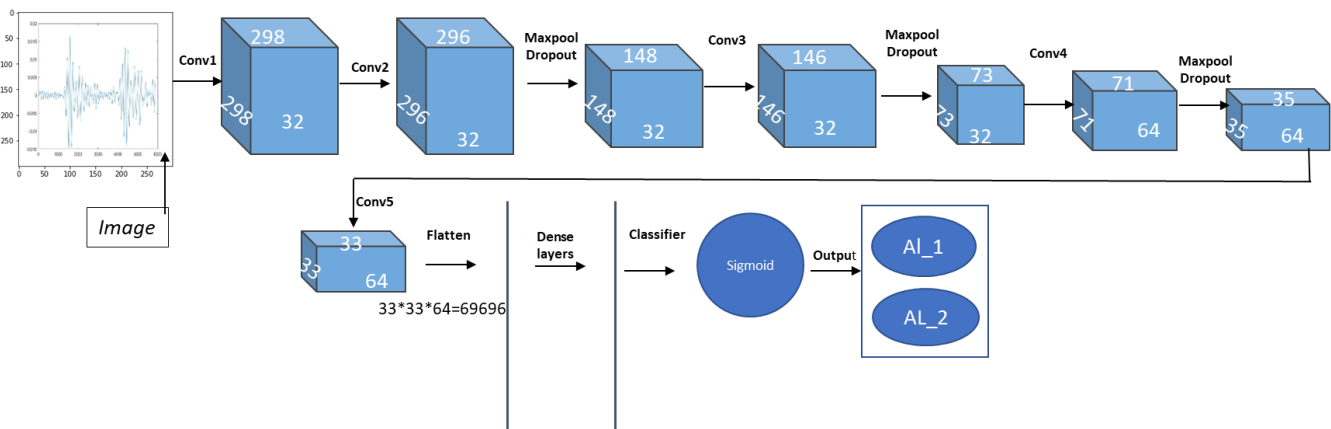 0
50
100
150
200
250
0 50 100 150 200 250
Image
Conv1
298
298
32
Conv2
296
296
32
Maxpool
Dropout
148
148
32
Conv3
146
146
32
Maxpool
Dropout
73
73
32
Conv4
71
71
64
Maxpool
Dropout
35
35
64
Conv5
33
33
64
Flatten
33*33*64=69696
Dense
layers
Classifier
Sigmoid
Output
Al_1
AL_2